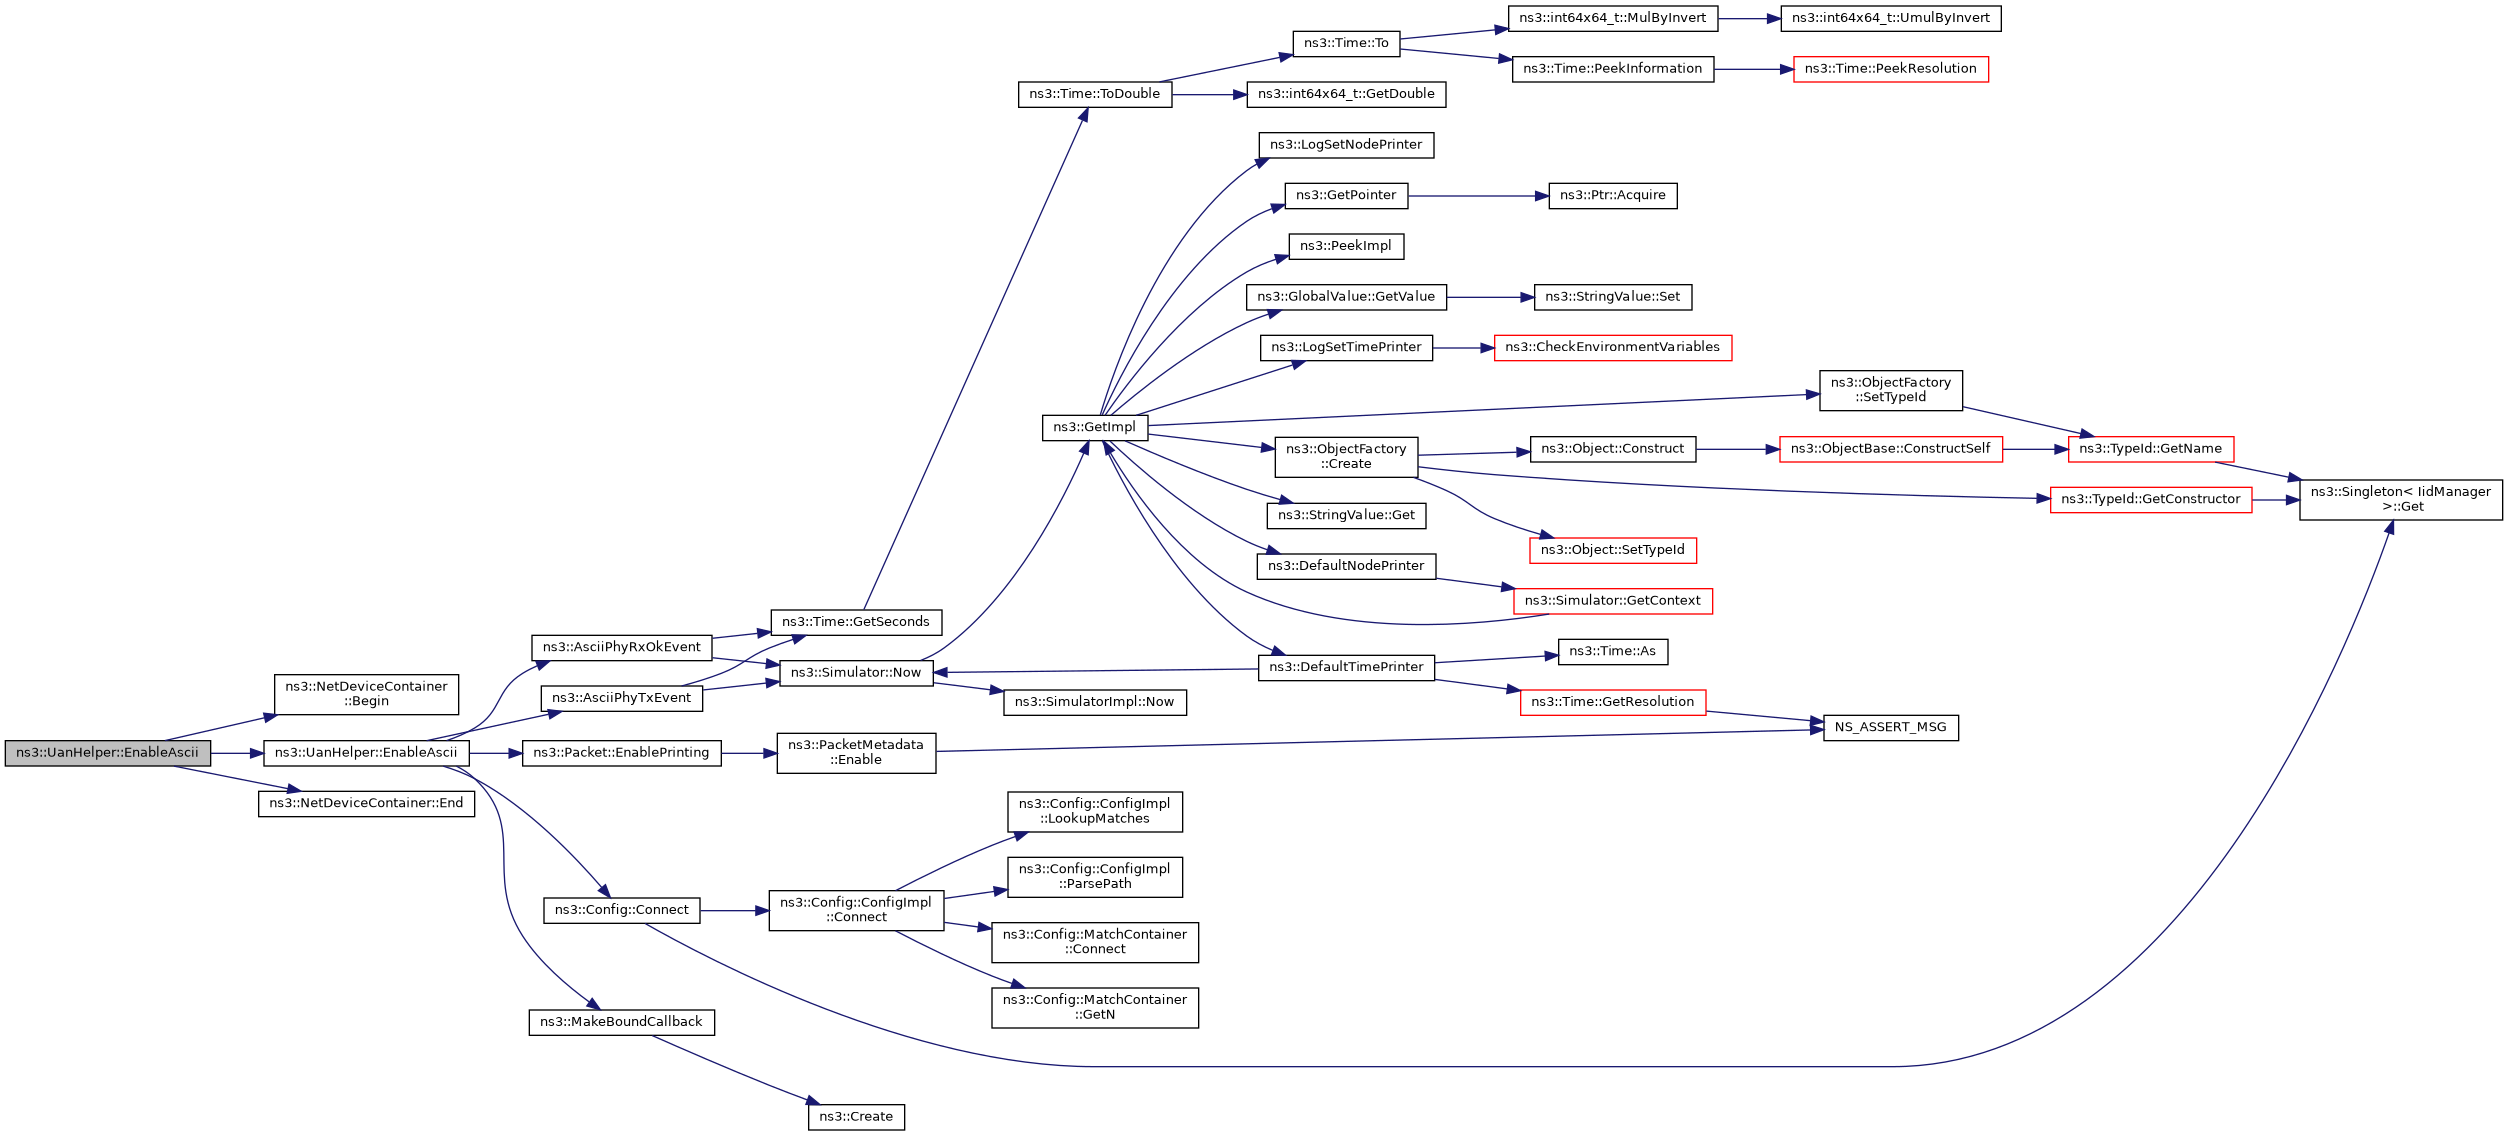 ns3::UanHelper::EnableAscii
ns3::NetDeviceContainer
::Begin
ns3::UanHelper::EnableAscii
ns3::NetDeviceContainer::End
ns3::AsciiPhyRxOkEvent
ns3::AsciiPhyTxEvent
ns3::Packet::EnablePrinting
ns3::Config::Connect
ns3::MakeBoundCallback
ns3::Time::GetSeconds
ns3::Simulator::Now
ns3::PacketMetadata
::Enable
ns3::Config::ConfigImpl
::Connect
ns3::Create
ns3::Time::ToDouble
ns3::GetImpl
ns3::SimulatorImpl::Now
ns3::Config::ConfigImpl
::LookupMatches
ns3::Config::ConfigImpl
::ParsePath
ns3::Config::MatchContainer
::Connect
ns3::Config::MatchContainer
::GetN
ns3::Time::To
ns3::int64x64_t::GetDouble
ns3::LogSetNodePrinter
ns3::GetPointer
ns3::PeekImpl
ns3::GlobalValue::GetValue
ns3::LogSetTimePrinter
ns3::ObjectFactory
::Create
ns3::StringValue::Get
ns3::DefaultNodePrinter
ns3::DefaultTimePrinter
ns3::int64x64_t::MulByInvert
ns3::Time::PeekInformation
ns3::Ptr::Acquire
ns3::StringValue::Set
ns3::CheckEnvironmentVariables
ns3::Object::Construct
ns3::Object::SetTypeId
ns3::Simulator::GetContext
ns3::Time::As
ns3::Time::GetResolution
ns3::int64x64_t::UmulByInvert
ns3::Time::PeekResolution
ns3::ObjectFactory
::SetTypeId
ns3::ObjectBase::ConstructSelf
NS_ASSERT_MSG
ns3::TypeId::GetName
ns3::TypeId::GetConstructor
ns3::Singleton< IidManager
>::Get